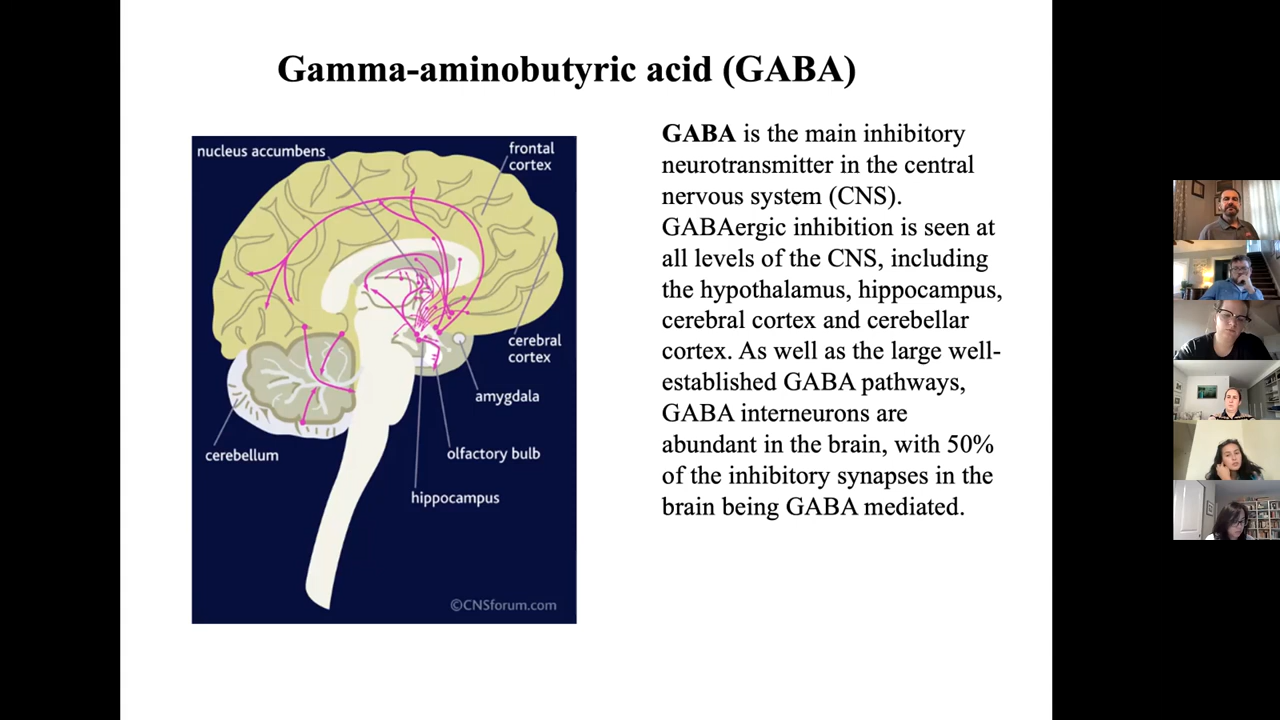 Gamma-aminobutyric acid (GABA)
nucleus accumbens
frontal
cortex
cerebral
cortex
amygdala
cerebellum
olfactory bulb
hippocampus
©CNSforum.com
GABA is the main inhibitory
neurotransmitter in the central
nervous system (CNS).
GABAergic inhibition is seen at
all levels of the CNS, including
the hypothalamus, hippocampus,
cerebral cortex and cerebellar
cortex. As well as the large well-
established GABA pathways,
GABA interneurons are
abundant in the brain, with 50%
of the inhibitory synapses in the
brain being GABA mediated.